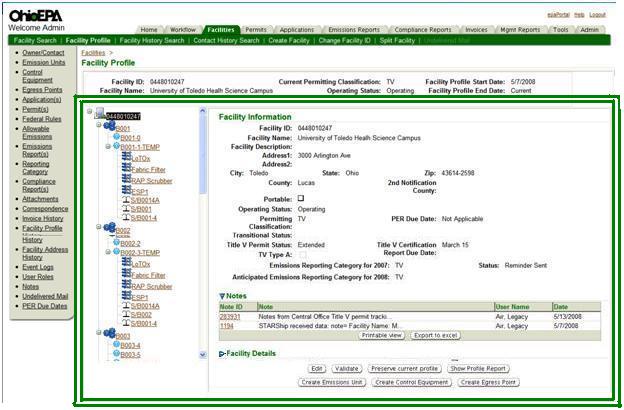 OhioEPA
Welcome Admin
epaPortal Help Logout
Home Workflow Facilities Permits Applications Emissions Reports Compliance Reports Invoices Mgmt Reports Tools Admin
Facility Search | Facility Profile | Facility History Search | Contact History Search | Create Facility | Change Facility ID | Split Facility | Undelivered Mail
Owner/Contact
Emission Units
Control
Equipment
Egress Points
Application(s)
Permit(s)
Federal Rules
Allowable
Emissions
Emissions
Report(s)
Reporting
Category
Compliance
Report(s)
Attachments
Correspondence
Invoice History
Facility Profile
History
Facility Address
History
Event Logs
User Roles
Notes
Undelivered Mail
PER Due Dates
Facilities >
Facility Profile
Facility ID: 0448010247 Current Permitting Classification: TV Facility Profile Start Date: 5/7/2008
Facility Name: University of Toledo Health Science Campus Operating Status: Operating Facility Profile End Date: Current
0448010247
B001
B001-0
B001-1-TEMP
LoTOx
Fabric Filter
RAP Scrubber
ESP1
S/B0014A
S/B001
S/B001-4
B002
B002-2
B002-3-TEMP
LoTOx
Fabric Filter
RAP Scrubber
ESP1
S/B0014A
S/B002
S/B001-4
B003
B003-4
B003-5
Facility Information
Facility ID: 0448010247
Facility Name: University of Toledo Health Science Campus
Facility Description:
Address1: 3000 Arlington Ave
Address2:
City: Toledo State: Ohio Zip: 43614-2598
County: Lucas 2nd Notification
County:
Portable:
Operating Status: Operating
Permitting TV PER Due Date: Not Applicable
Classification:
Transitional Status:
Title V Permit Status: Extended Title V Certification March 15
Report Due Date:
TV Type A:
Emissions Reporting Category for 2007: TV Status: Reminder Sent
Anticipated Emissions Reporting Category for 2008: TV
Notes
Note ID Note User Name Date
283931 Notes from Central Office Title V permit tracki... Air, Legacy 5/13/2008
1194 STARShip received data: note= Facility Name: M... Air, Legacy 5/7/2008
Printable view Export to excel
Facility Details
Edit Validate Preserve current profile Show Profile Report
Create Emissions Unit Create Control Equipment Create Egress Point